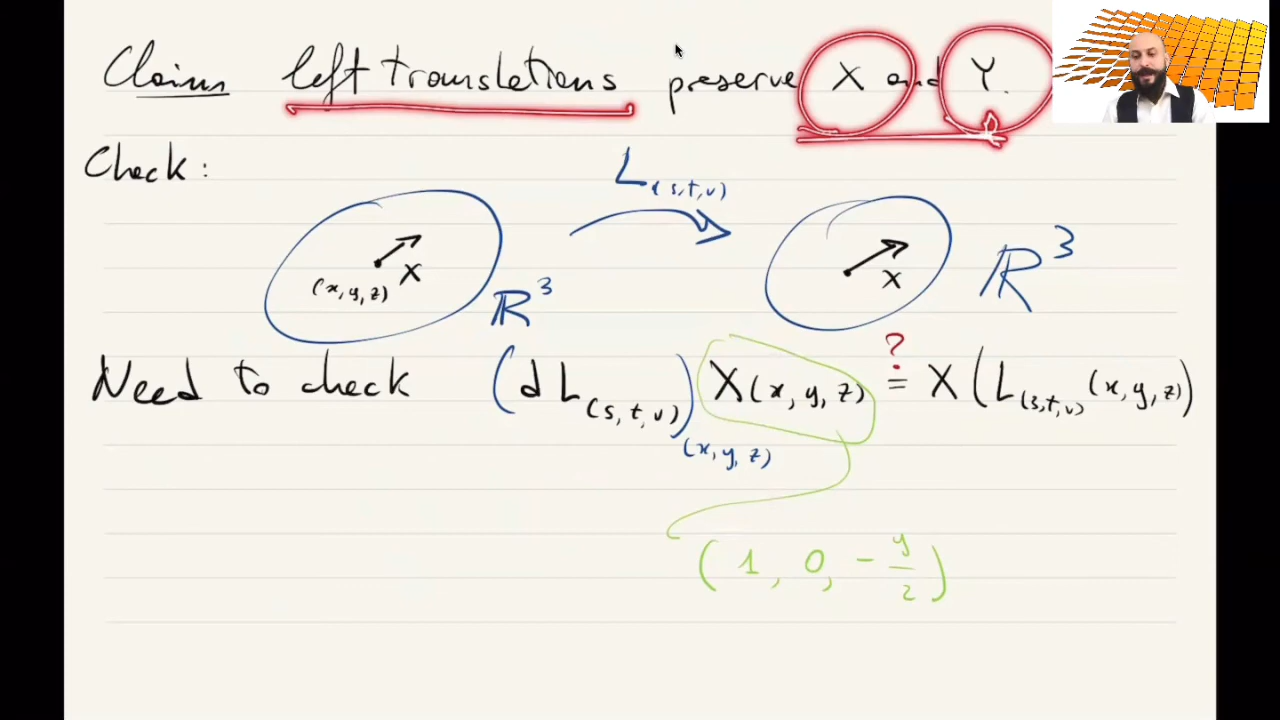 Claim left translations preserve X and Y.
Check:
L(s,t,v)
X
(x,y,z)
ℝ³
X
ℝ³
Need to check (dL(s,t,v))(x,y,z) X(x,y,z) ?= X(L(s,t,v)(x,y,z))
(1, 0, -y/2)